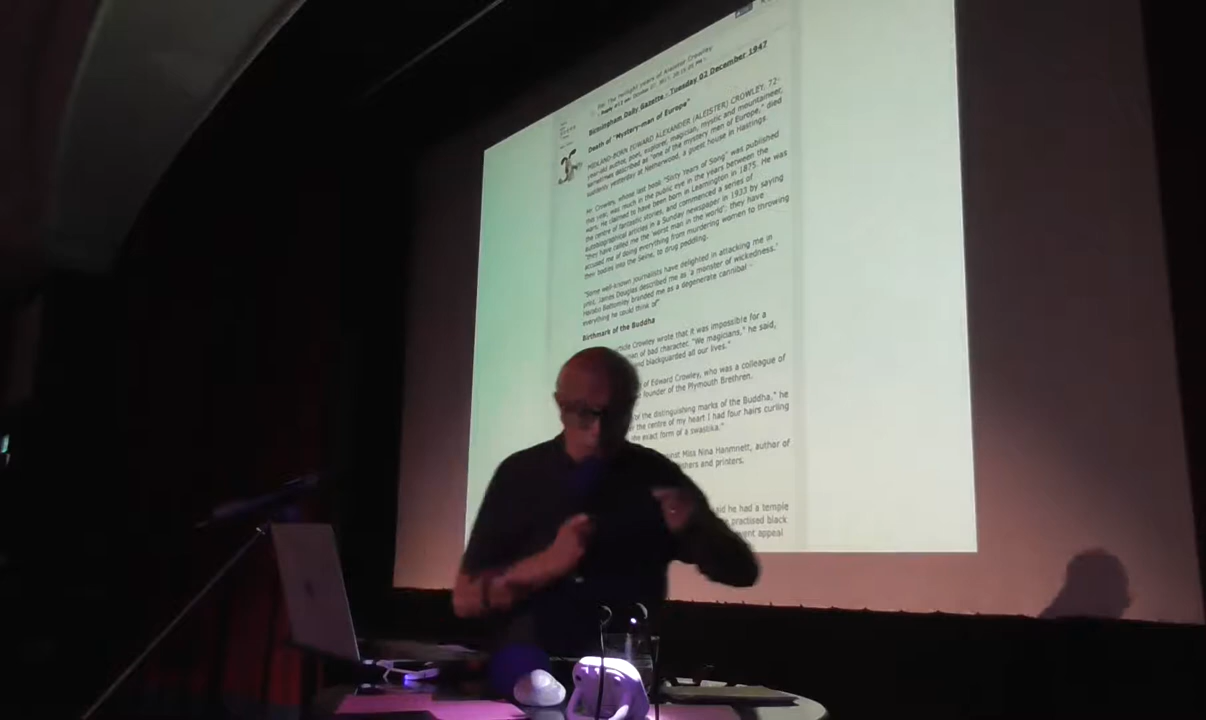 Re: The twilight years of Aleister Crowley
Birmingham Daily Gazette - Tuesday 02 December 1947
Death of "Mystery-man of Europe"
MIDLAND-BORN EDWARD ALEXANDER (ALEISTER) CROWLEY, 72-
year-old author, poet, explorer, magician, mystic and mountaineer,
sometimes described as "one of the mystery men of Europe," died
suddenly yesterday at Netherwood, a guest house in Hastings.
Mr. Crowley, whose last book "Sixty Years of Song" was published
this year, was much in the public eye in the years between the
wars. He claimed to have been born in Leamington in 1875. He was
the centre of fantastic stories, and commenced a series of
autobiographical articles in a Sunday newspaper in 1933 by saying
"they have called me the 'worst man in the world'; they have
accused me of doing everything from murdering women to throwing
their bodies into the Seine, to drug peddling.
"Some well-known journalists have delighted in attacking me in
print. James Douglas described me as 'a monster of wickedness.'
Horatio Bottomley branded me as a degenerate cannibal -
everything he could think of"
Birthmark of the Buddha
article Crowley wrote that it was impossible for a
man of bad character. "We magicians," he said,
and blackguarded all our lives."
of Edward Crowley, who was a colleague of
founder of the Plymouth Brethren.
of the distinguishing marks of the Buddha," he
the centre of my heart I had four hairs curling
the exact form of a swastika."
against Miss Nina Hamnett, author of
and printers.
said he had a temple
practised black
appeal